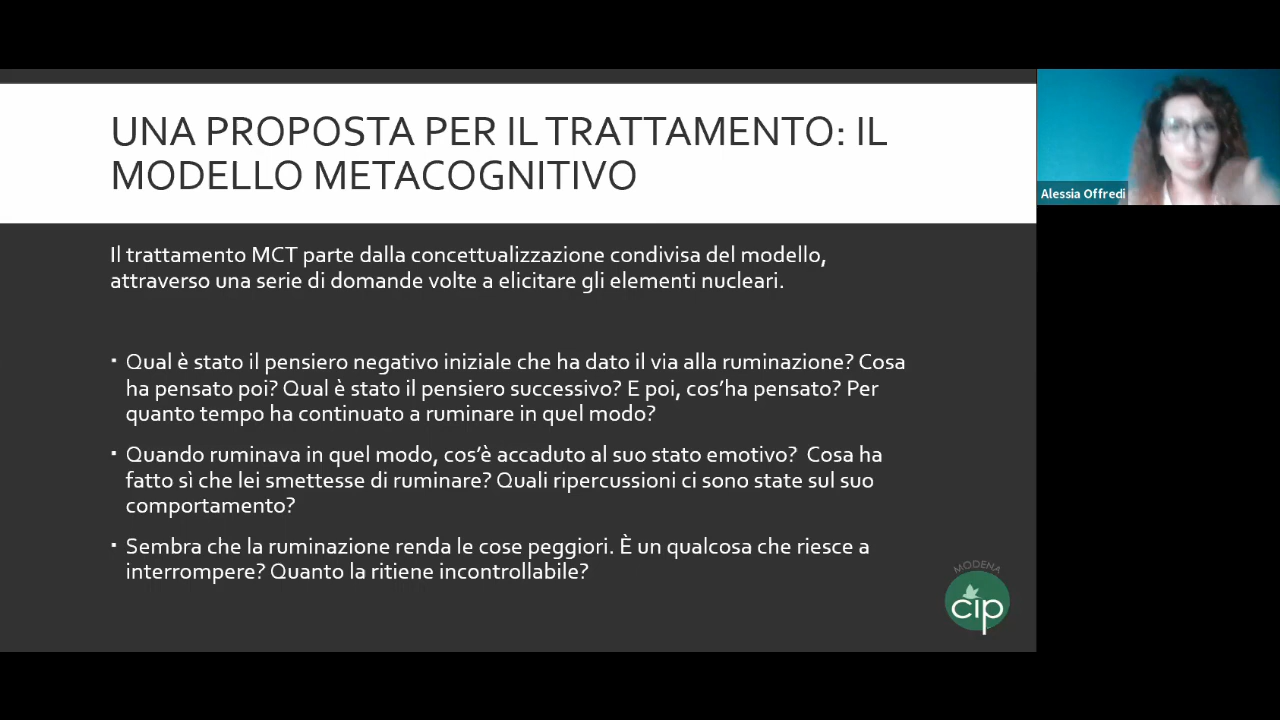 UNA PROPOSTA PER IL TRATTAMENTO: IL
MODELLO METACOGNITIVO
Alessia Offredi
Il trattamento MCT parte dalla concettualizzazione condivisa del modello,
attraverso una serie di domande volte a elicitare gli elementi nucleari.
▪ Qual è stato il pensiero negativo iniziale che ha dato il via alla ruminazione? Cosa
ha pensato poi? Qual è stato il pensiero successivo? E poi, cos’ha pensato? Per
quanto tempo ha continuato a ruminare in quel modo?
▪ Quando ruminava in quel modo, cos’è accaduto al suo stato emotivo?  Cosa ha
fatto sì che lei smettesse di ruminare? Quali ripercussioni ci sono state sul suo
comportamento?
▪ Sembra che la ruminazione renda le cose peggiori. È un qualcosa che riesce a
interrompere? Quanto la ritiene incontrollabile?
MODENA
cip